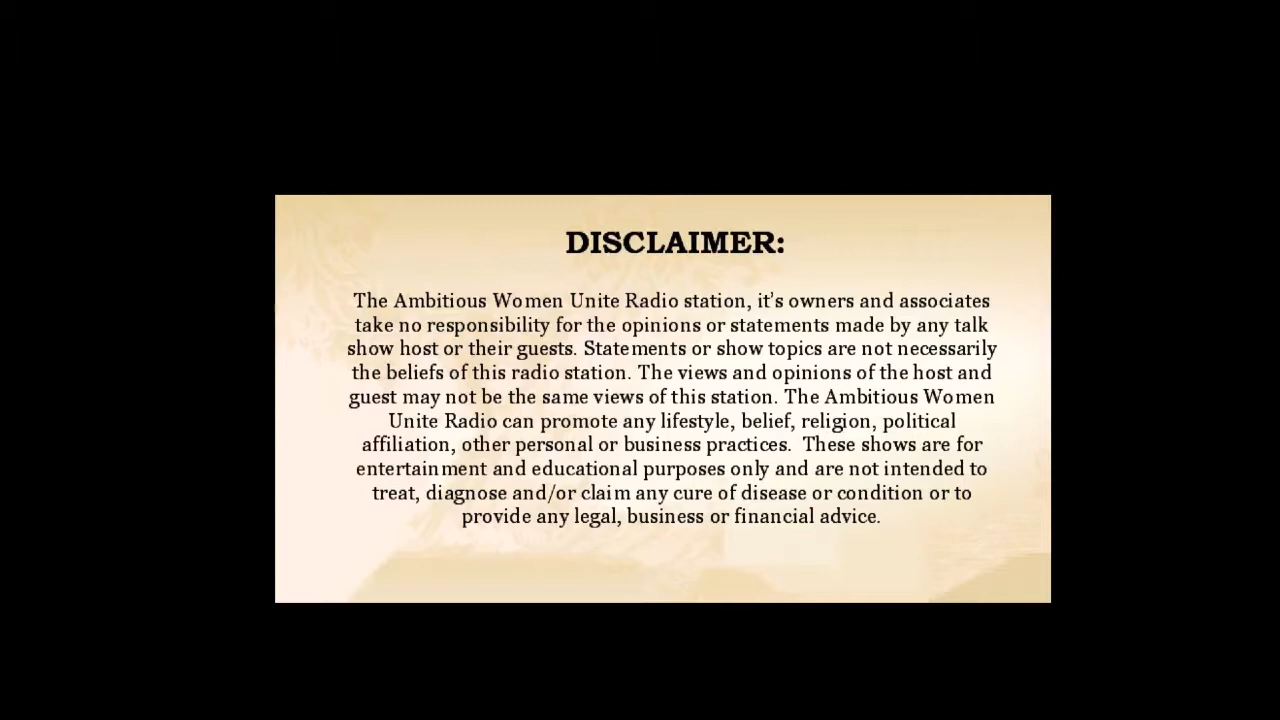 DISCLAIMER:
The Ambitious Women Unite Radio station, it's owners and associates
take no responsibility for the opinions or statements made by any talk
show host or their guests. Statements or show topics are not necessarily
the beliefs of this radio station. The views and opinions of the host and
guest may not be the same views of this station. The Ambitious Women
Unite Radio can promote any lifestyle, belief, religion, political
affiliation, other personal or business practices.  These shows are for
entertainment and educational purposes only and are not intended to
treat, diagnose and/or claim any cure of disease or condition or to
provide any legal, business or financial advice.